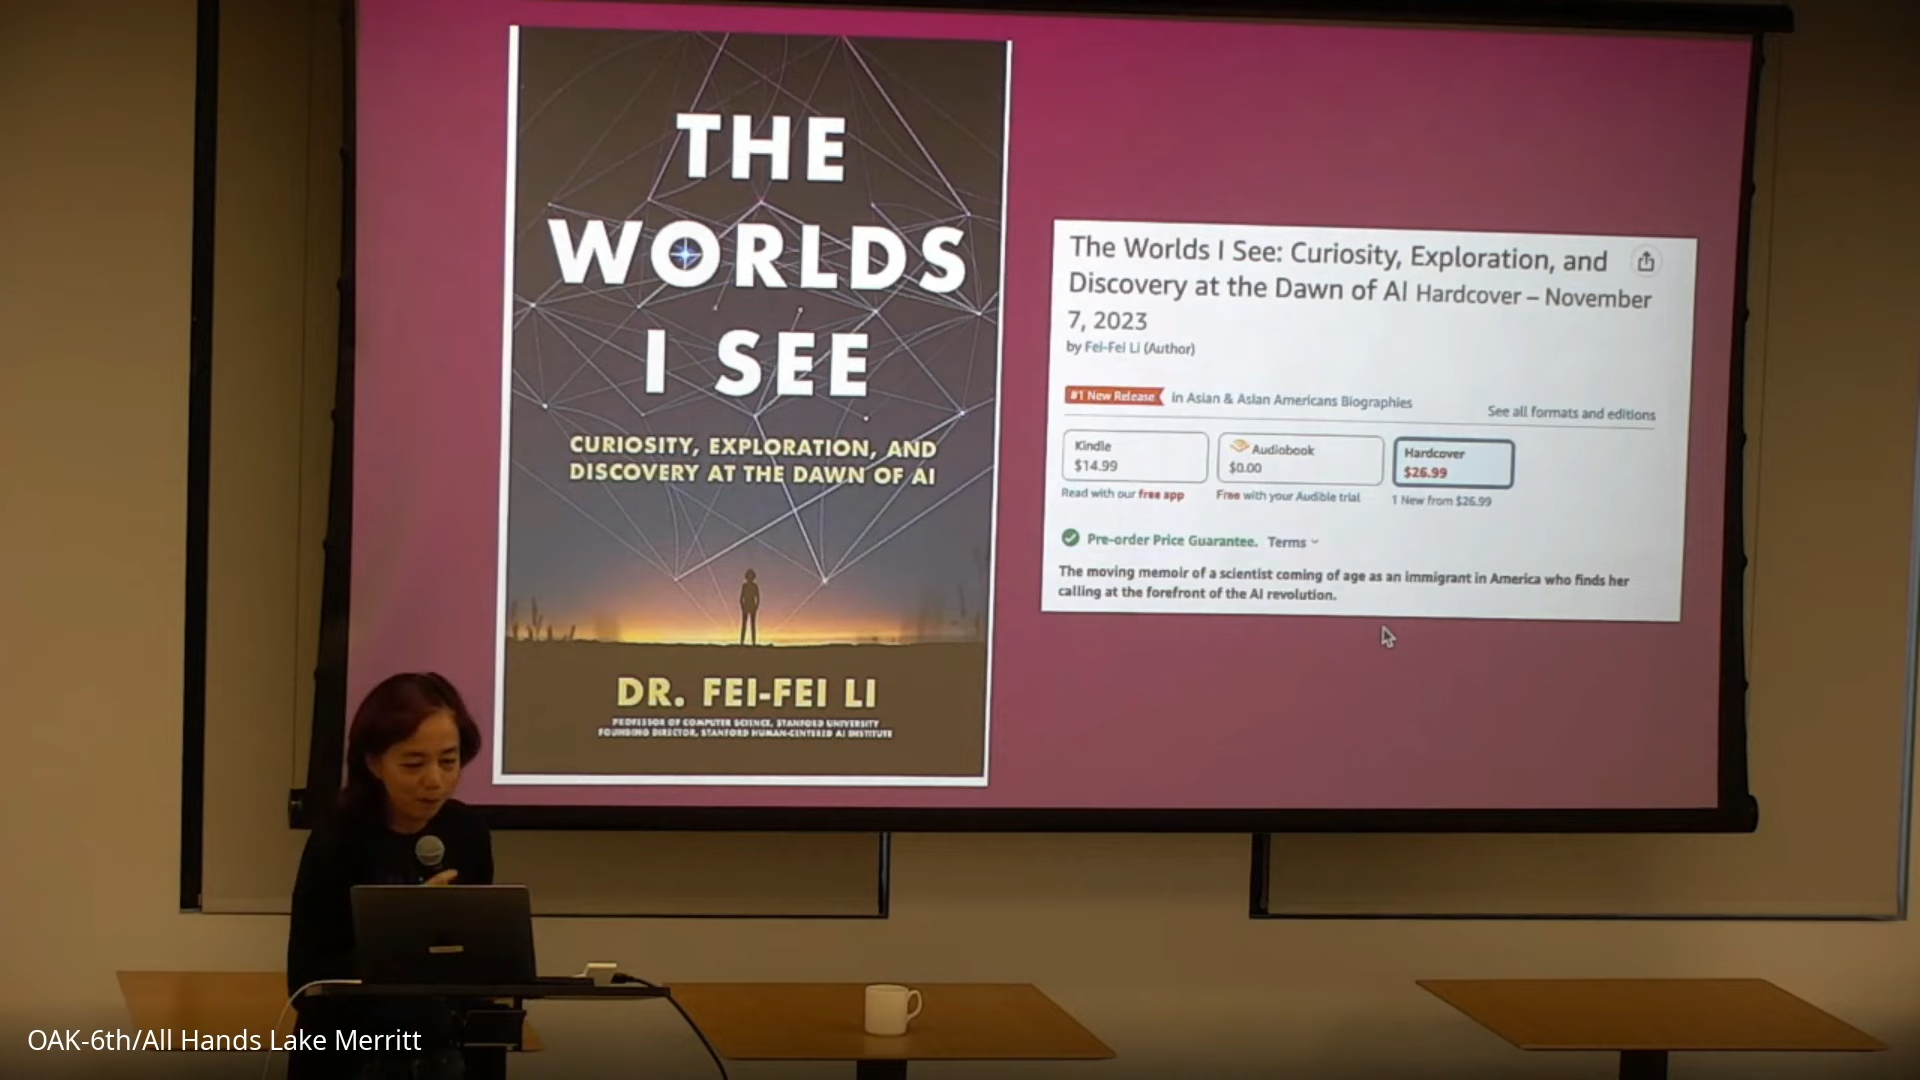 THE
WORLDS
I SEE
CURIOSITY, EXPLORATION, AND
DISCOVERY AT THE DAWN OF AI
DR. FEI-FEI LI
PROFESSOR OF COMPUTER SCIENCE, STANFORD UNIVERSITY
FOUNDING DIRECTOR, STANFORD HUMAN-CENTERED AI INSTITUTE
The Worlds I See: Curiosity, Exploration, and
Discovery at the Dawn of AI Hardcover – November
7, 2023
by Fei-Fei Li (Author)
#1 New Release in Asian & Asian Americans Biographies
See all formats and editions
Kindle
$14.99
Read with our free app
Audiobook
$0.00
Free with your Audible trial
Hardcover
$26.99
1 New from $26.99
Pre-order Price Guarantee. Terms
The moving memoir of a scientist coming of age as an immigrant in America who finds her
calling at the forefront of the AI revolution.
OAK-6th/All Hands Lake Merritt